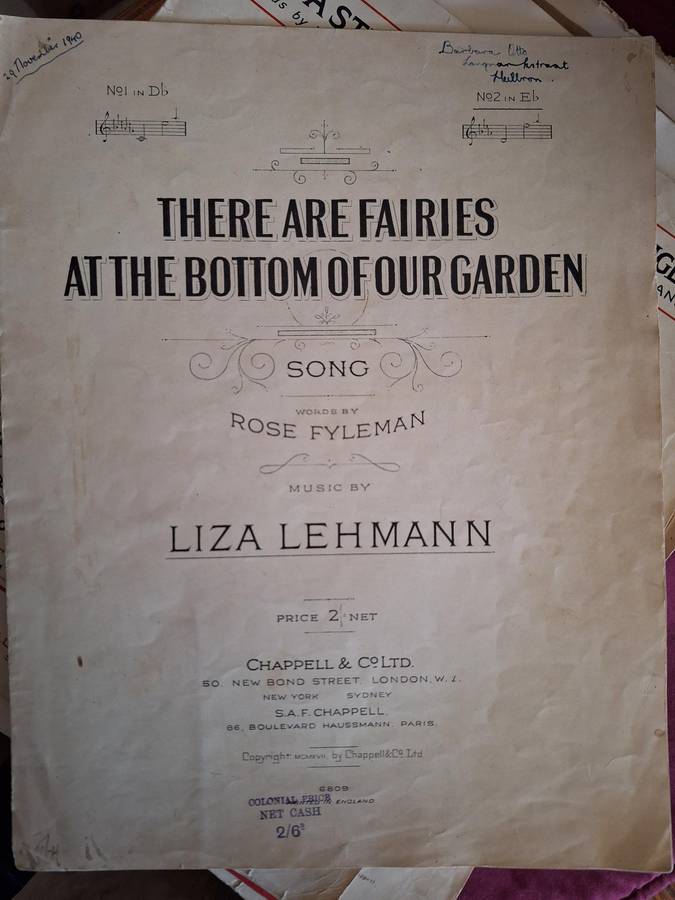 29 November 1940
Barbara Otto
Heilbron.
No1 IN D♭
No2 IN E♭
THERE ARE FAIRIES
AT THE BOTTOM OF OUR GARDEN
SONG
WORDS BY
ROSE FYLEMAN
MUSIC BY
LIZA LEHMANN
PRICE 2/- NET
CHAPPELL & Co LTD.
50, NEW BOND STREET, LONDON, W.1.
NEW YORK SYDNEY
S.A.F. CHAPPELL.
86, BOULEVARD HAUSSMANN, PARIS.
Copyright MCMXVII, by Chappell & Co Ltd
6809
PRINTED IN ENGLAND
COLONIAL PRICE
NET CASH
2/6